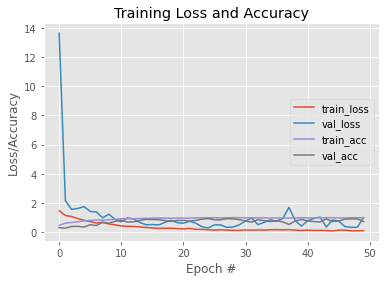 Training Loss and Accuracy
14
12
10
8
6
4
2
0
Loss/Accuracy
train_loss
val_loss
train_acc
val_acc
0 10 20 30 40 50
Epoch #